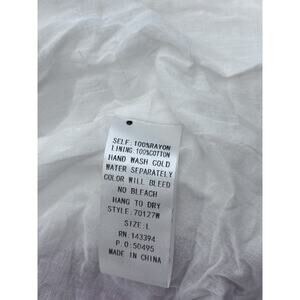 SELF: 100%RAYON
LINING: 100%COTTON
HAND WASH COLD
WATER SEPARATELY
COLOR WILL BLEED
NO BLEACH
HANG TO DRY
STYLE: 70127W
SIZE: L
RN: 143394
P.O: 50495
MADE IN CHINA